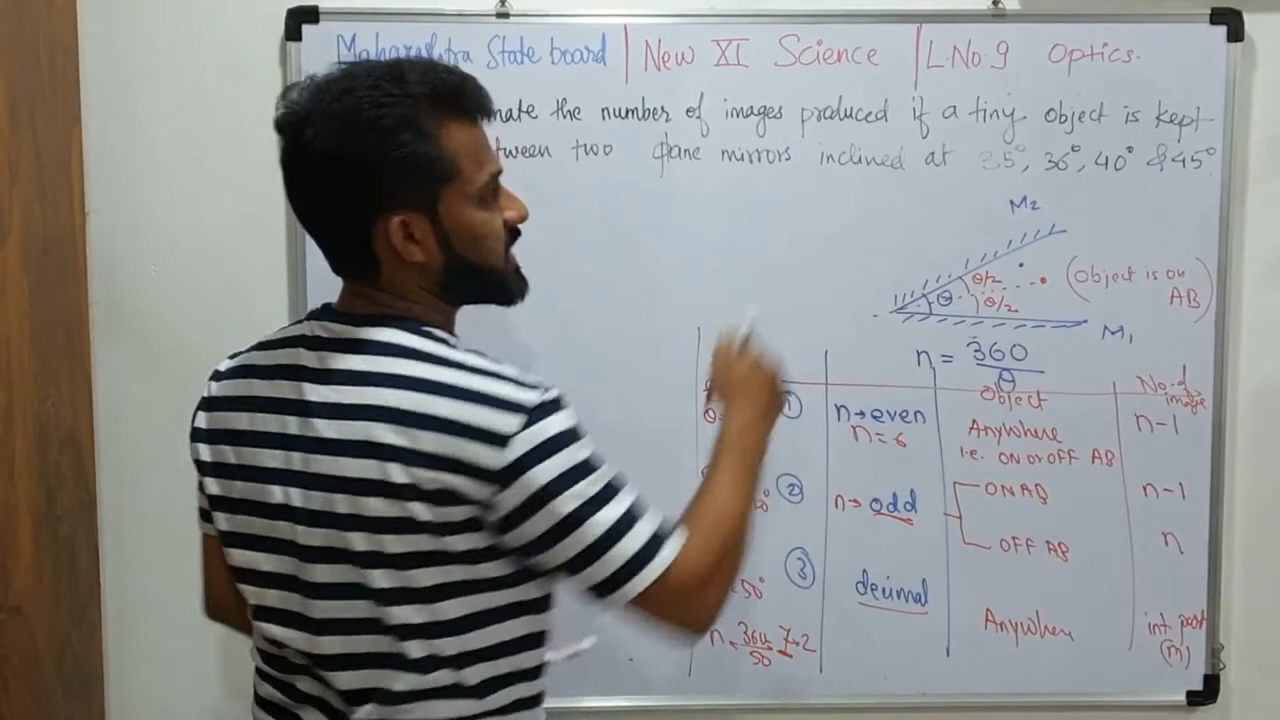 Maharashtra State board | New XI Science | L.No.9 Optics.
the number of images produced if a tiny object is kept
two plane mirrors inclined at 35°, 36°, 40° & 45°
M2
θ/2
(Object is on
θ
θ/2
AB)
M1
n = 360/θ
Object
No. of image
①
n→even
n=6
Anywhere
i.e. ON or OFF AB
n-1
②
n→ odd
ON AB
n-1
OFF AB
n
50°
③
decimal
Anywhere
int part
(m)
n = 360/50 = 7.2